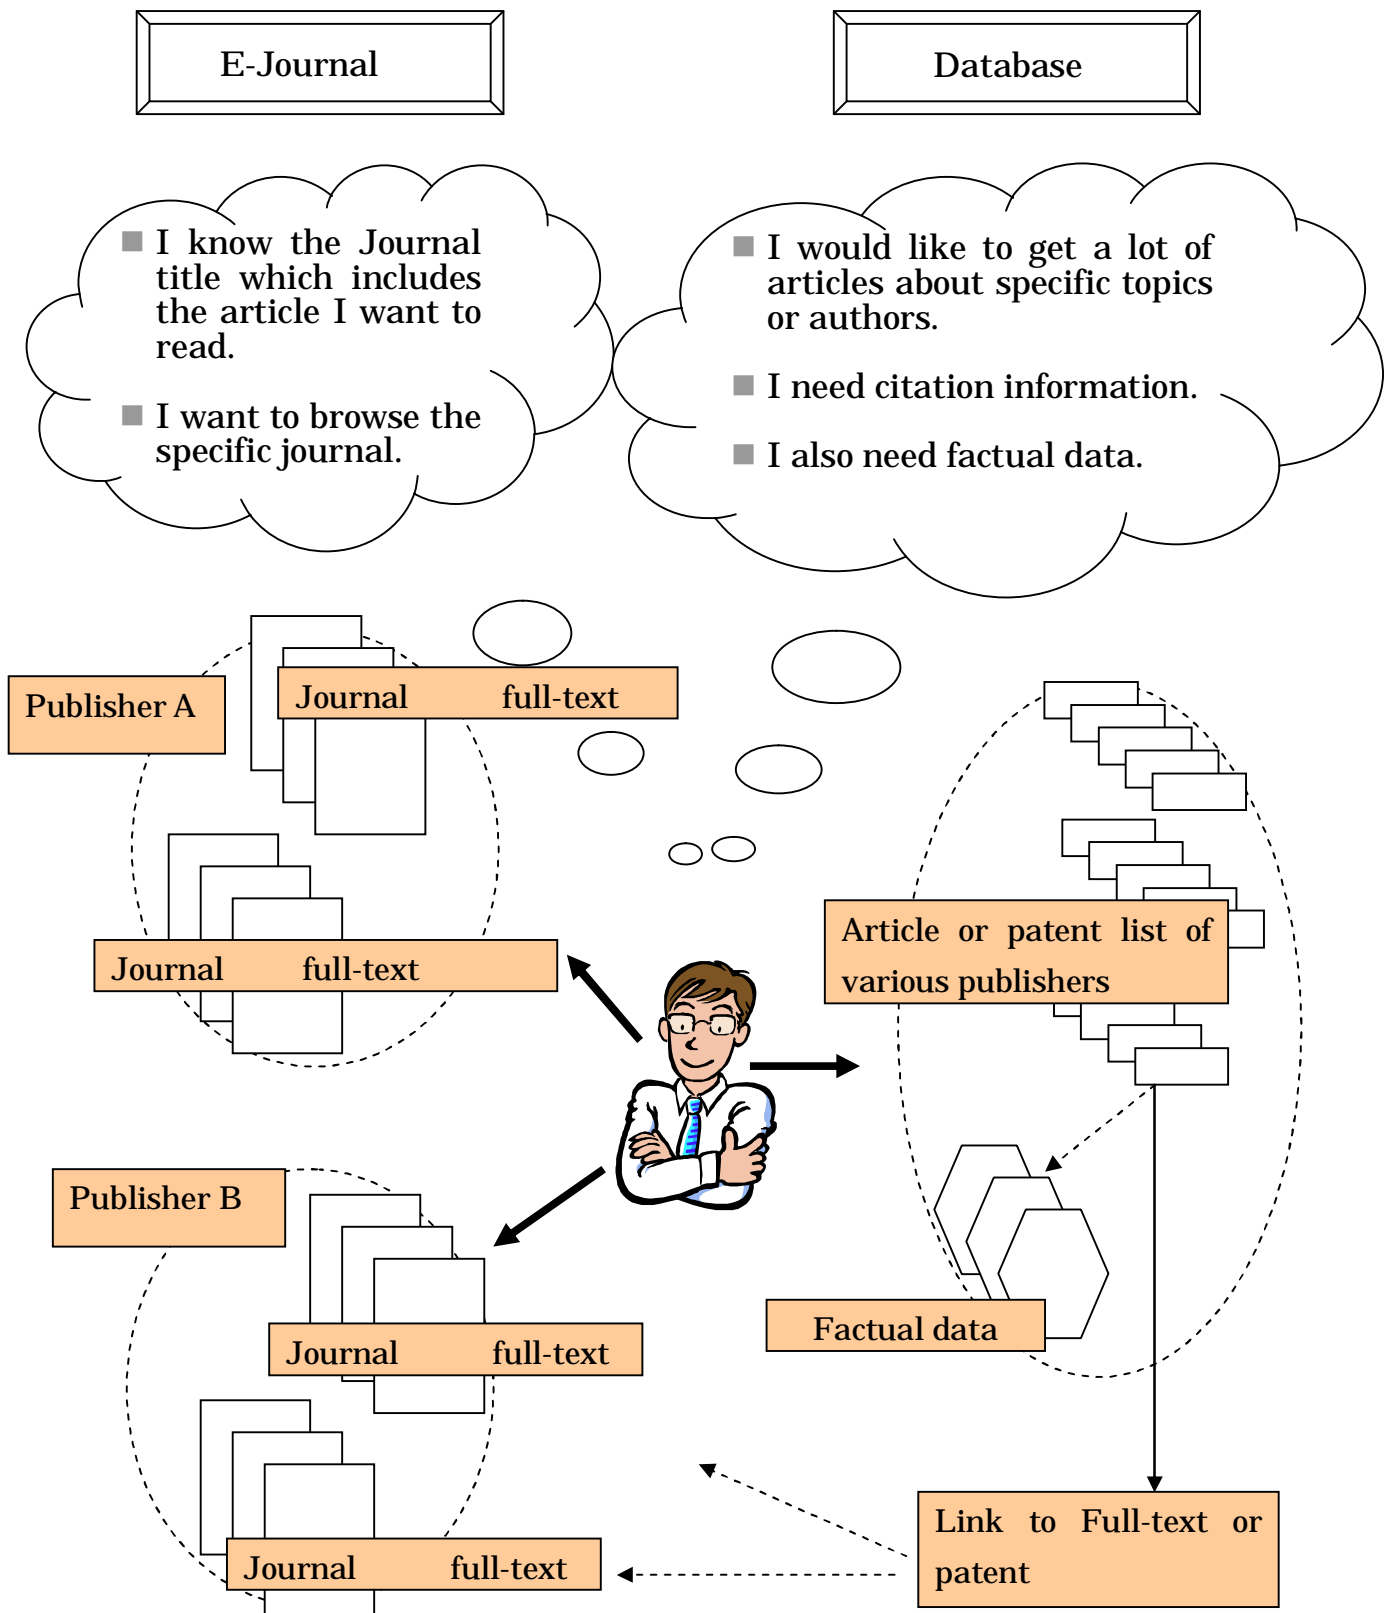 E-Journal
Database
I know the Journal
title which includes
the article I want to
read.
I want to browse the
specific journal.
I would like to get a lot of
articles about specific topics
or authors.
I need citation information.
I also need factual data.
Publisher A
Journal full-text
Journal full-text
Article or patent list of
various publishers
Publisher B
Journal full-text
Factual data
Journal full-text
Link to Full-text or
patent